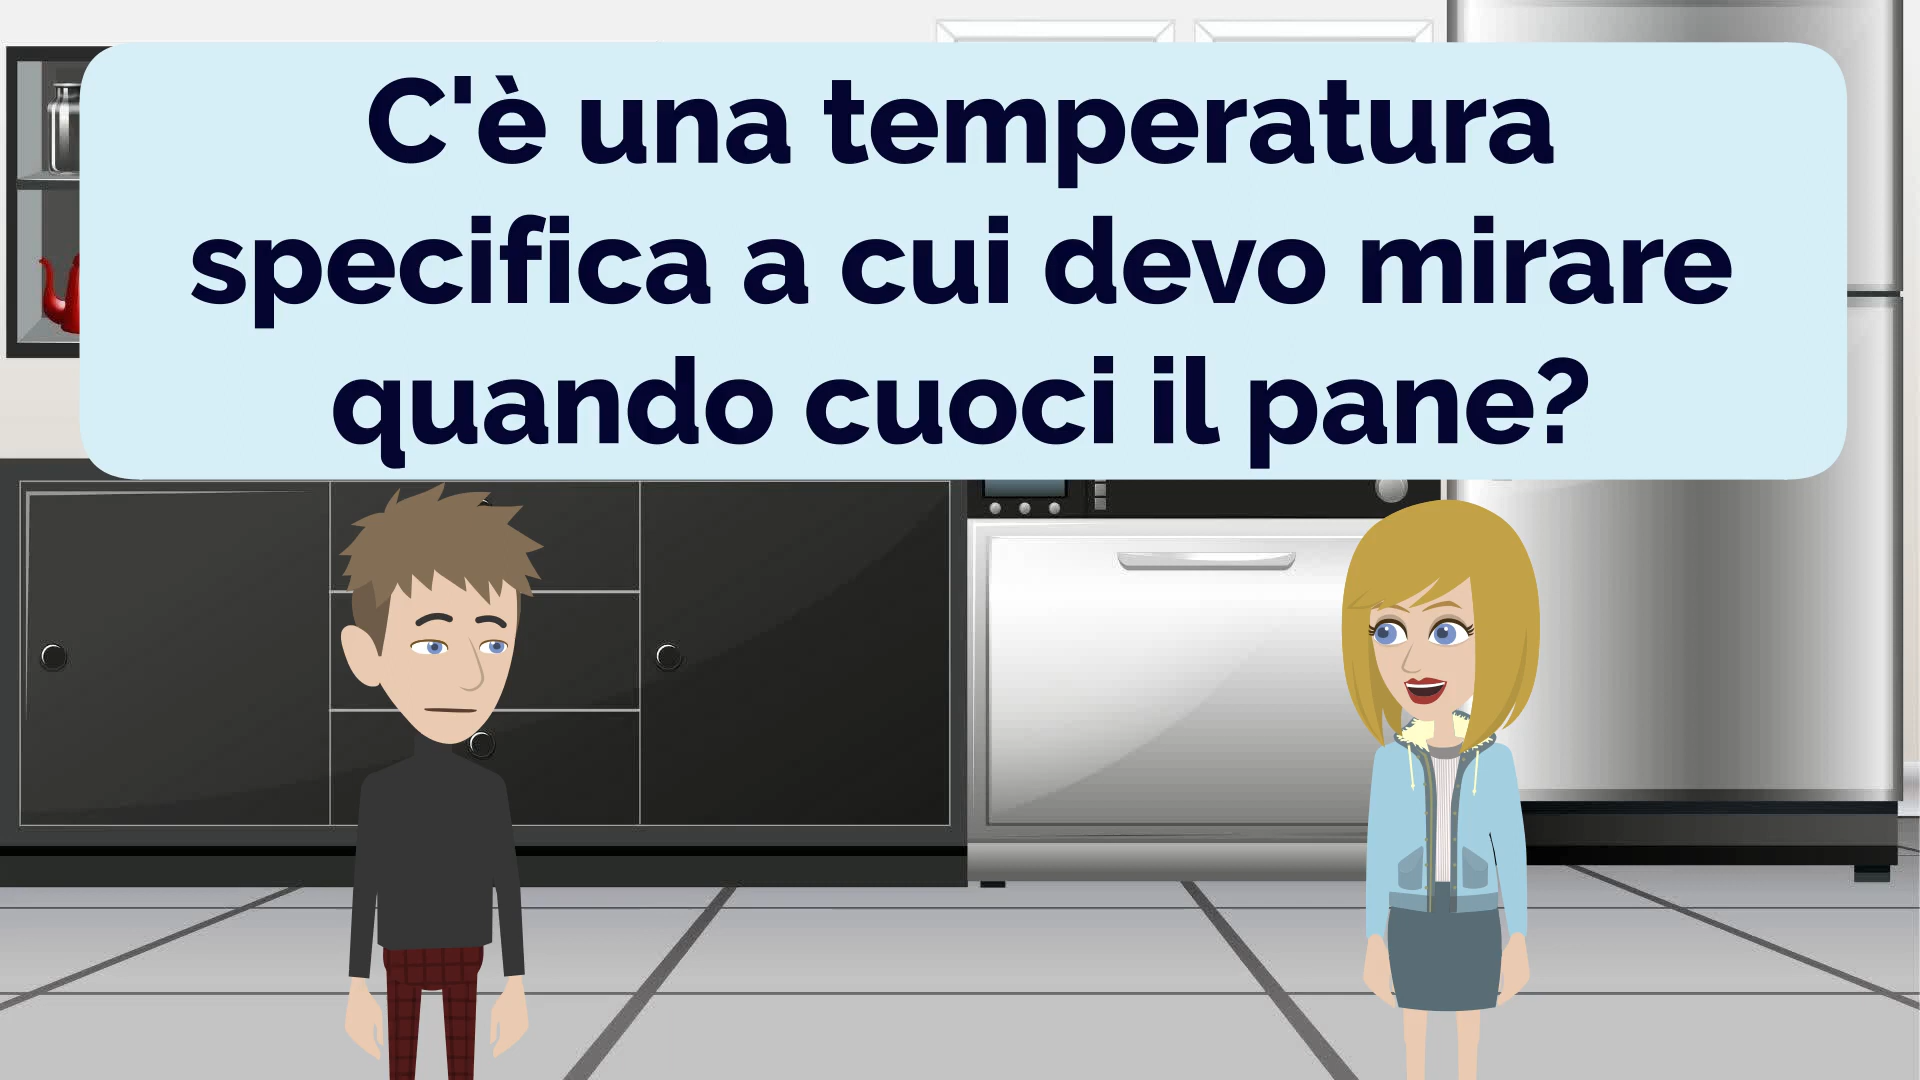 C'è una temperatura
specifica a cui devo mirare
quando cuoci il pane?